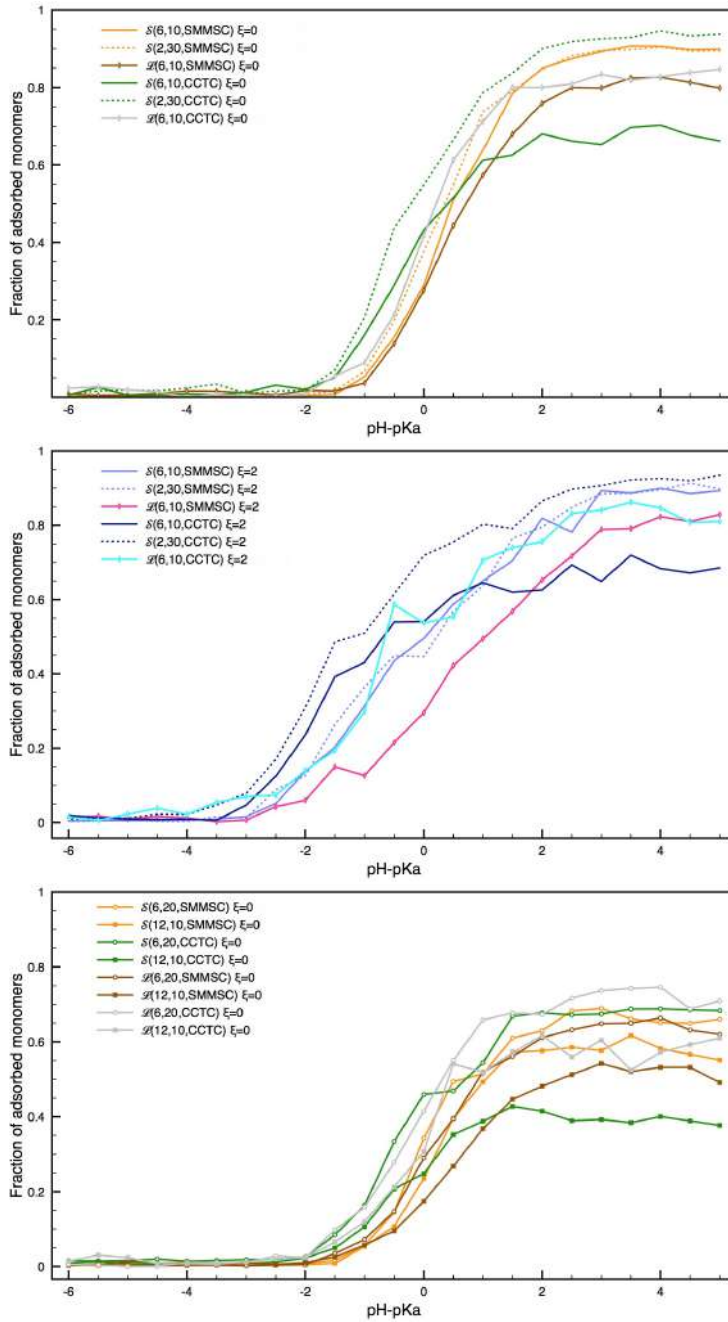 1
𝒮(6,10,SMMSC) ξ=0
𝒮(2,30,SMMSC) ξ=0
ℒ(6,10,SMMSC) ξ=0
𝒮(6,10,CCTC) ξ=0
𝒮(2,30,CCTC) ξ=0
ℒ(6,10,CCTC) ξ=0
0.8
0.6
0.4
0.2
Fraction of adsorbed monomers
-6 -4 -2 0 2 4
pH-pKa
1
𝒮(6,10,SMMSC) ξ=2
𝒮(2,30,SMMSC) ξ=2
ℒ(6,10,SMMSC) ξ=2
𝒮(6,10,CCTC) ξ=2
𝒮(2,30,CCTC) ξ=2
ℒ(6,10,CCTC) ξ=2
0.8
0.6
0.4
0.2
0
Fraction of adsorbed monomers
-6 -4 -2 0 2 4
pH-pKa
1
𝒮(6,20,SMMSC) ξ=0
𝒮(12,10,SMMSC) ξ=0
𝒮(6,20,CCTC) ξ=0
𝒮(12,10,CCTC) ξ=0
ℒ(6,20,SMMSC) ξ=0
ℒ(12,10,SMMSC) ξ=0
ℒ(6,20,CCTC) ξ=0
ℒ(12,10,CCTC) ξ=0
0.8
0.6
0.4
0.2
0
Fraction of adsorbed monomers
-6 -4 -2 0 2 4
pH-pKa